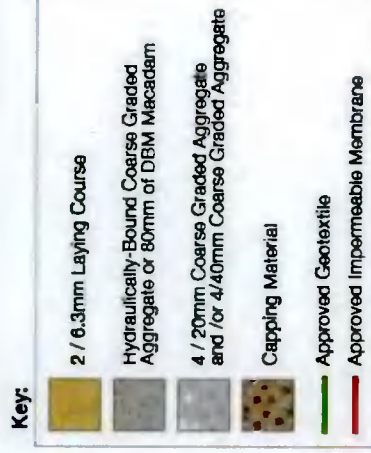 Key:
2 / 6.3mm Laying Course
Hydraulically-Bound Coarse Graded
Aggregate or 80mm of DBM Macadam
4 / 20mm Coarse Graded Aggregate
and /or 4/40mm Coarse Graded Aggregate
Capping Material
Approved Geotextile
Approved Impermeable Membrane